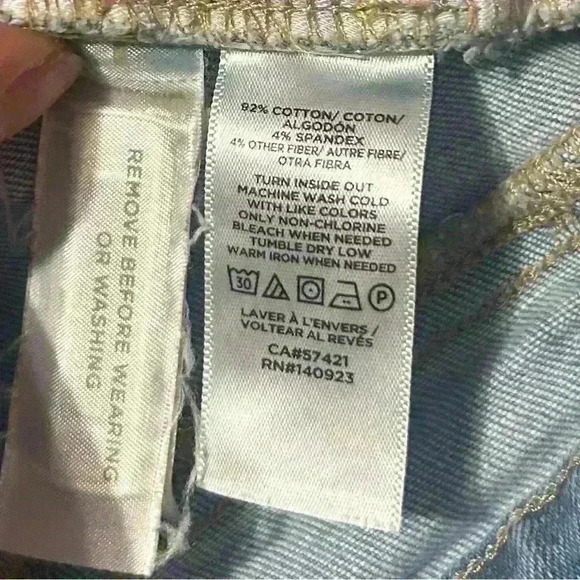 REMOVE BEFORE WEARING
OR WASHING
92% COTTON/ COTON/
ALGODÓN
4% SPANDEX
4% OTHER FIBER/ AUTRE FIBRE/
OTRA FIBRA
TURN INSIDE OUT
MACHINE WASH COLD
WITH LIKE COLORS
ONLY NON-CHLORINE
BLEACH WHEN NEEDED
TUMBLE DRY LOW
WARM IRON WHEN NEEDED
30 P
LAVER À L'ENVERS /
VOLTEAR AL REVÉS
CA#57421
RN#140923